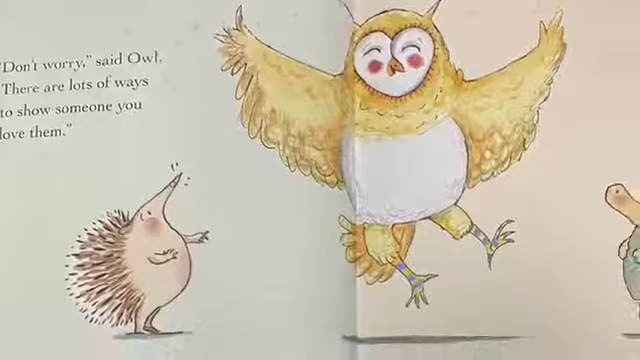 "Don't worry," said Owl.
There are lots of ways
to show someone you
love them."